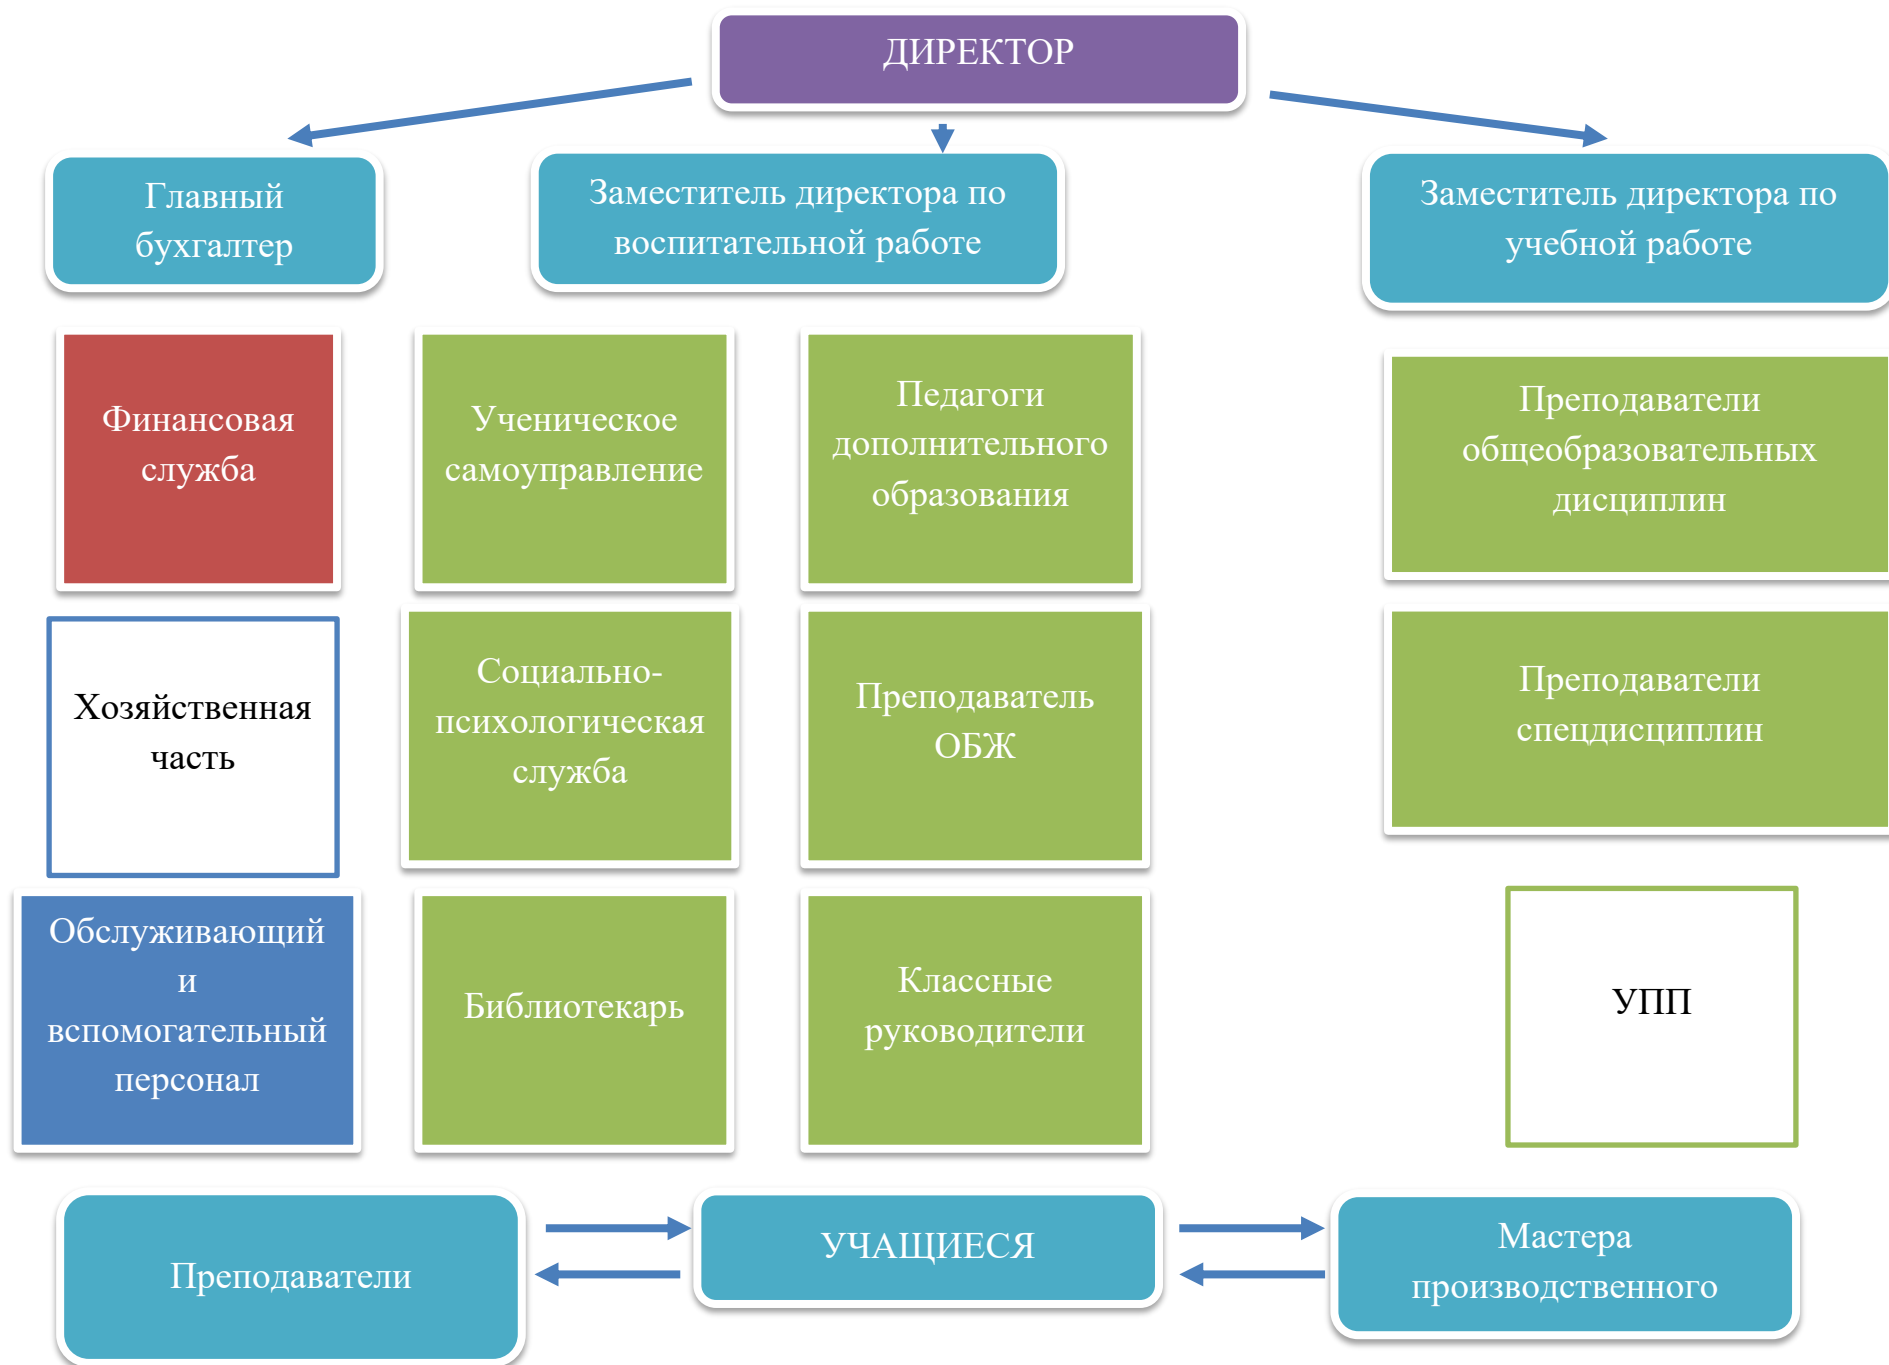 ДИРЕКТОР
Главный
бухгалтер
Заместитель директора по
воспитательной работе
Заместитель директора по
учебной работе
Финансовая
служба
Ученическое
самоуправление
Педагоги
дополнительного
образования
Преподаватели
общеобразовательных
дисциплин
Хозяйственная
часть
Социально-
психологическая
служба
Преподаватель
ОБЖ
Преподаватели
спецдисциплин
Обслуживающий
и
вспомогательный
персонал
Библиотекарь
Классные
руководители
УПП
Преподаватели
УЧАЩИЕСЯ
Мастера
производственного